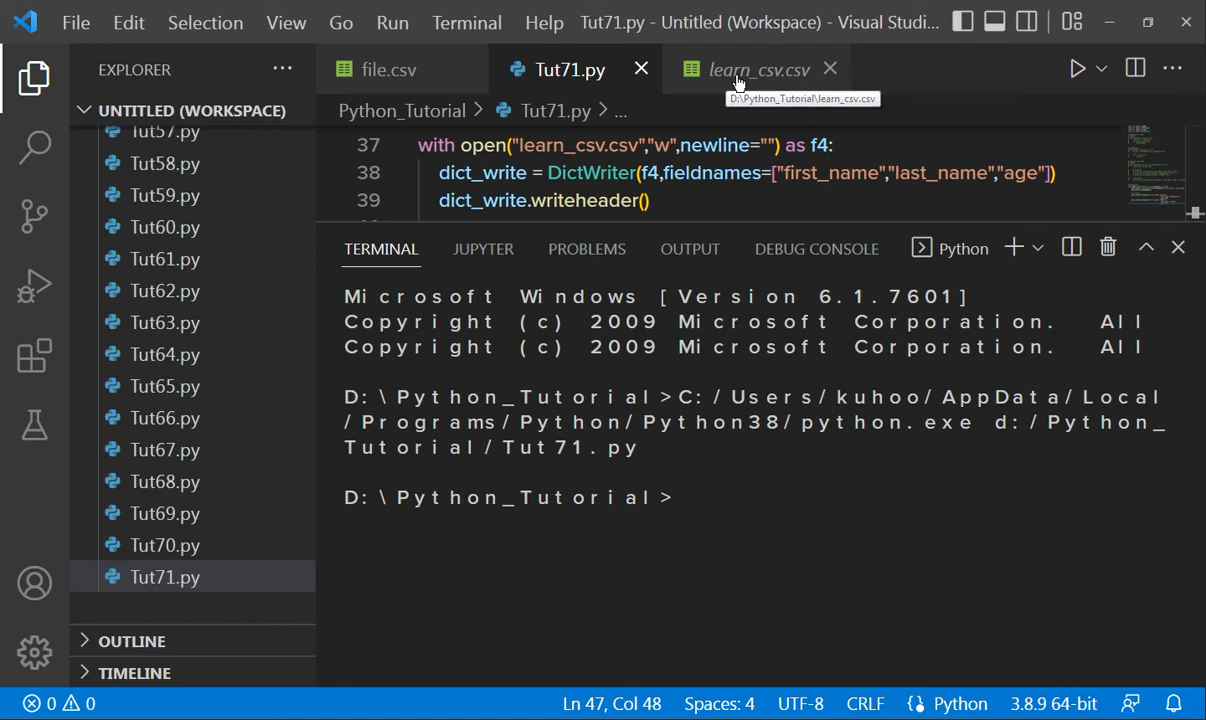 File Edit Selection View Go Run Terminal Help Tut71.py - Untitled (Workspace) - Visual Studi...
EXPLORER
file.csv Tut71.py learn_csv.csv
D:\Python_Tutorial\learn_csv.csv
UNTITLED (WORKSPACE)
Python_Tutorial > Tut71.py > ...
Tut57.py
Tut58.py
Tut59.py
Tut60.py
Tut61.py
Tut62.py
Tut63.py
Tut64.py
Tut65.py
Tut66.py
Tut67.py
Tut68.py
Tut69.py
Tut70.py
Tut71.py
OUTLINE
TIMELINE
37 with open("learn_csv.csv","w",newline="") as f4:
38 dict_write = DictWriter(f4,fieldnames=["first_name","last_name","age"])
39 dict_write.writeheader()
TERMINAL JUPYTER PROBLEMS OUTPUT DEBUG CONSOLE Python
Microsoft Windows [Version 6.1.7601]
Copyright (c) 2009 Microsoft Corporation. All
Copyright (c) 2009 Microsoft Corporation. All
D:\Python_Tutorial>C:/Users/kuhoo/AppData/Local
/Programs/Python/Python38/python.exe d:/Python_
Tutorial/Tut71.py
D:\Python_Tutorial>
0 0 Ln 47, Col 48 Spaces: 4 UTF-8 CRLF Python 3.8.9 64-bit